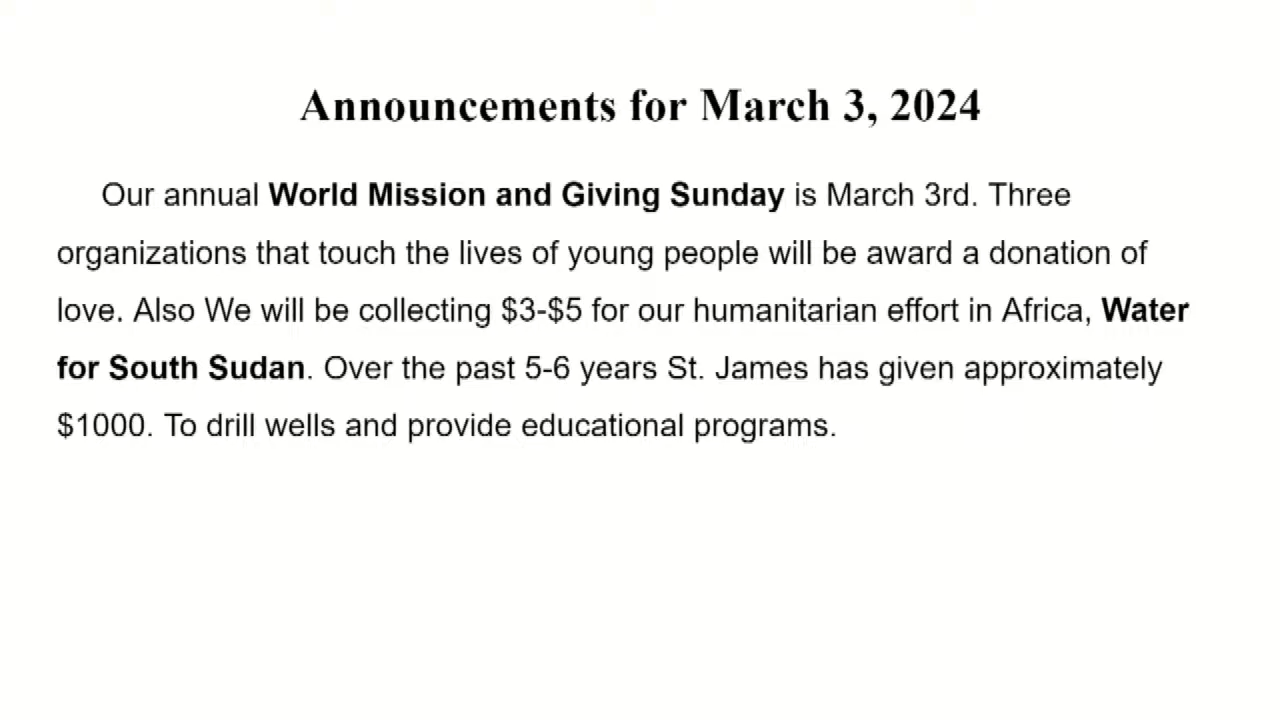 Announcements for March 3, 2024
Our annual World Mission and Giving Sunday is March 3rd. Three
organizations that touch the lives of young people will be award a donation of
love. Also We will be collecting $3-$5 for our humanitarian effort in Africa, Water
for South Sudan. Over the past 5-6 years St. James has given approximately
$1000. To drill wells and provide educational programs.